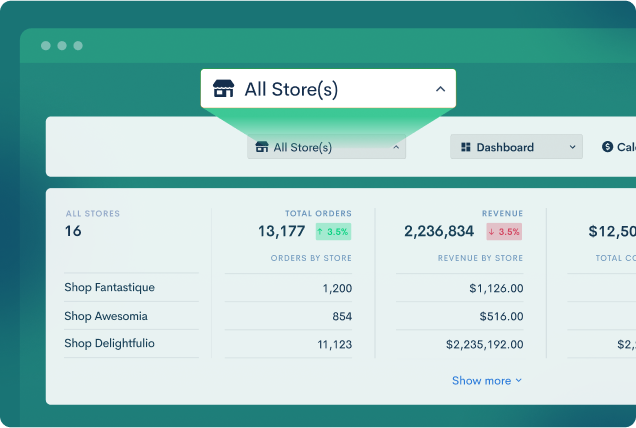 All Store(s)
All Store(s)
Dashboard
ALL STORES
TOTAL ORDERS
REVENUE
16
13,177
↑ 3.5%
2,236,834
↓ 3.5%
$12,50
ORDERS BY STORE
REVENUE BY STORE
TOTAL CO
Shop Fantastique
1,200
$1,126.00
Shop Awesomia
854
$516.00
Shop Delightfulio
11,123
$2,235,192.00
$2,
Show more